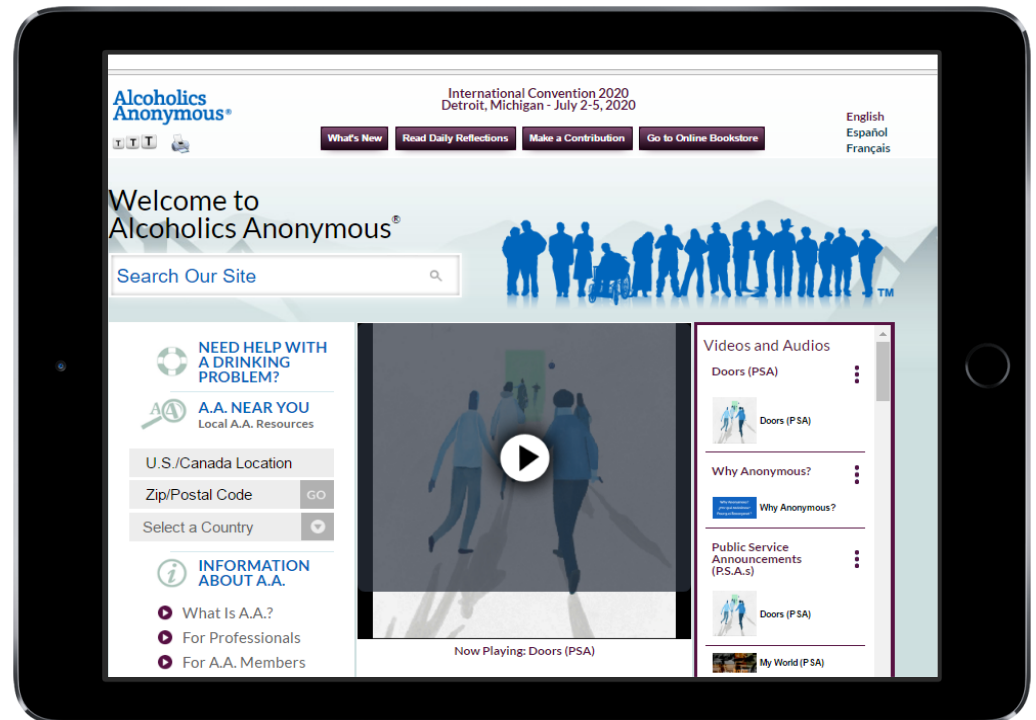 Alcoholics
Anonymous®
International Convention 2020
Detroit, Michigan - July 2-5, 2020
English
Español
Français
T T T
What's New
Read Daily Reflections
Make a Contribution
Go to Online Bookstore
Welcome to
Alcoholics Anonymous®
Search Our Site
TM
NEED HELP WITH
A DRINKING
PROBLEM?
AA
A.A. NEAR YOU
Local A.A. Resources
U.S./Canada Location
Zip/Postal Code
GO
Select a Country
i
INFORMATION
ABOUT A.A.
What Is A.A.?
For Professionals
For A.A. Members
Now Playing: Doors (PSA)
Videos and Audios
Doors (PSA)
Doors (PSA)
Why Anonymous?
Why Anonymous?
Public Service
Announcements
(P.S.A.s)
Doors (PSA)
My World (PSA)